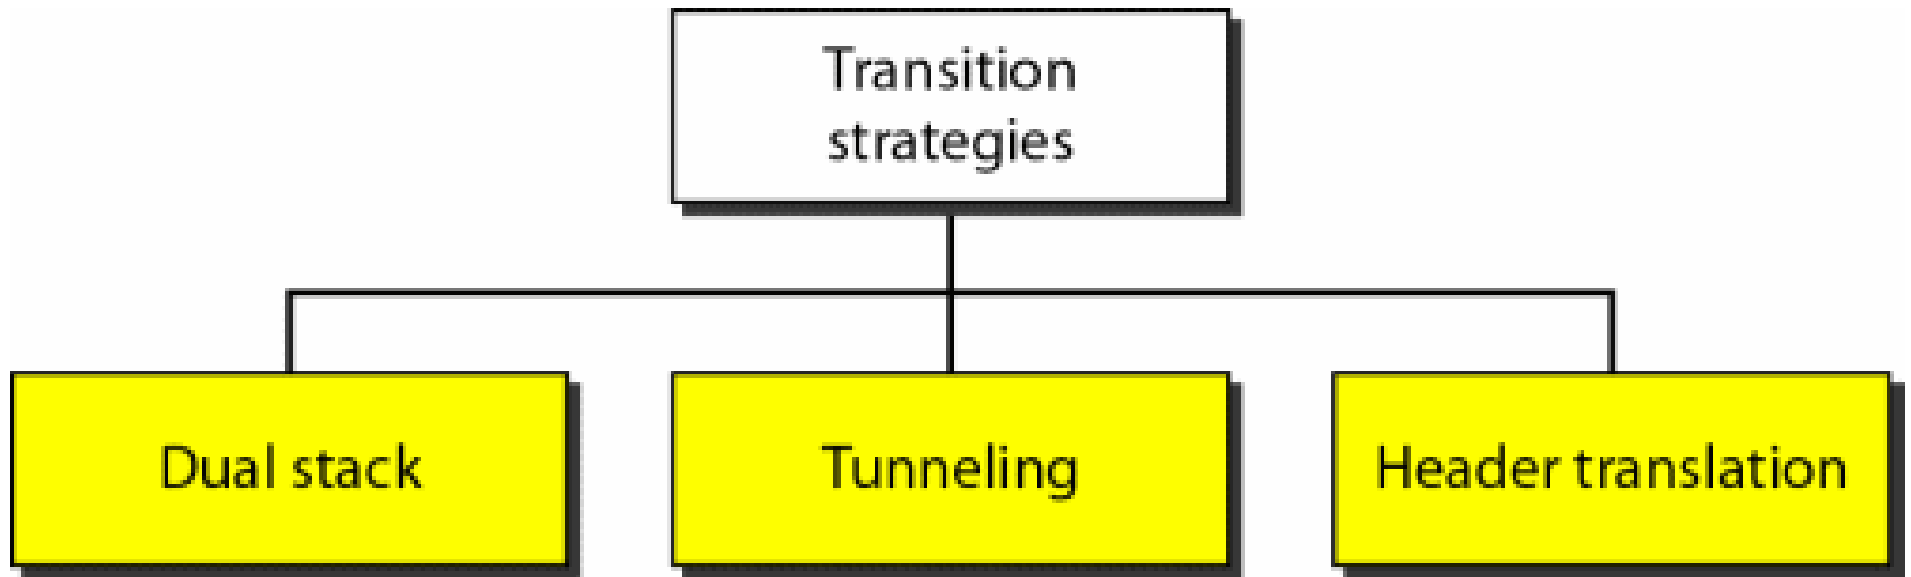 Transition
strategies
Dual stack
Tunneling
Header translation